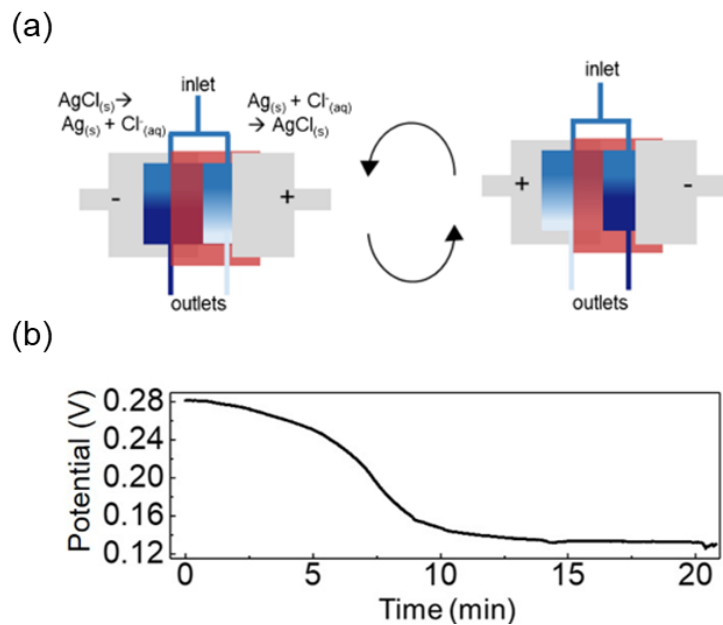 (a)
inlet
AgCl(s)→
Ag(s) + Cl-(aq)
Ag(s) + Cl-(aq)
→ AgCl(s)
- +
outlets
inlet
+ -
outlets
(b)
Potential (V)
0.28
0.24
0.20
0.16
0.12
0 5 10 15 20
Time (min)